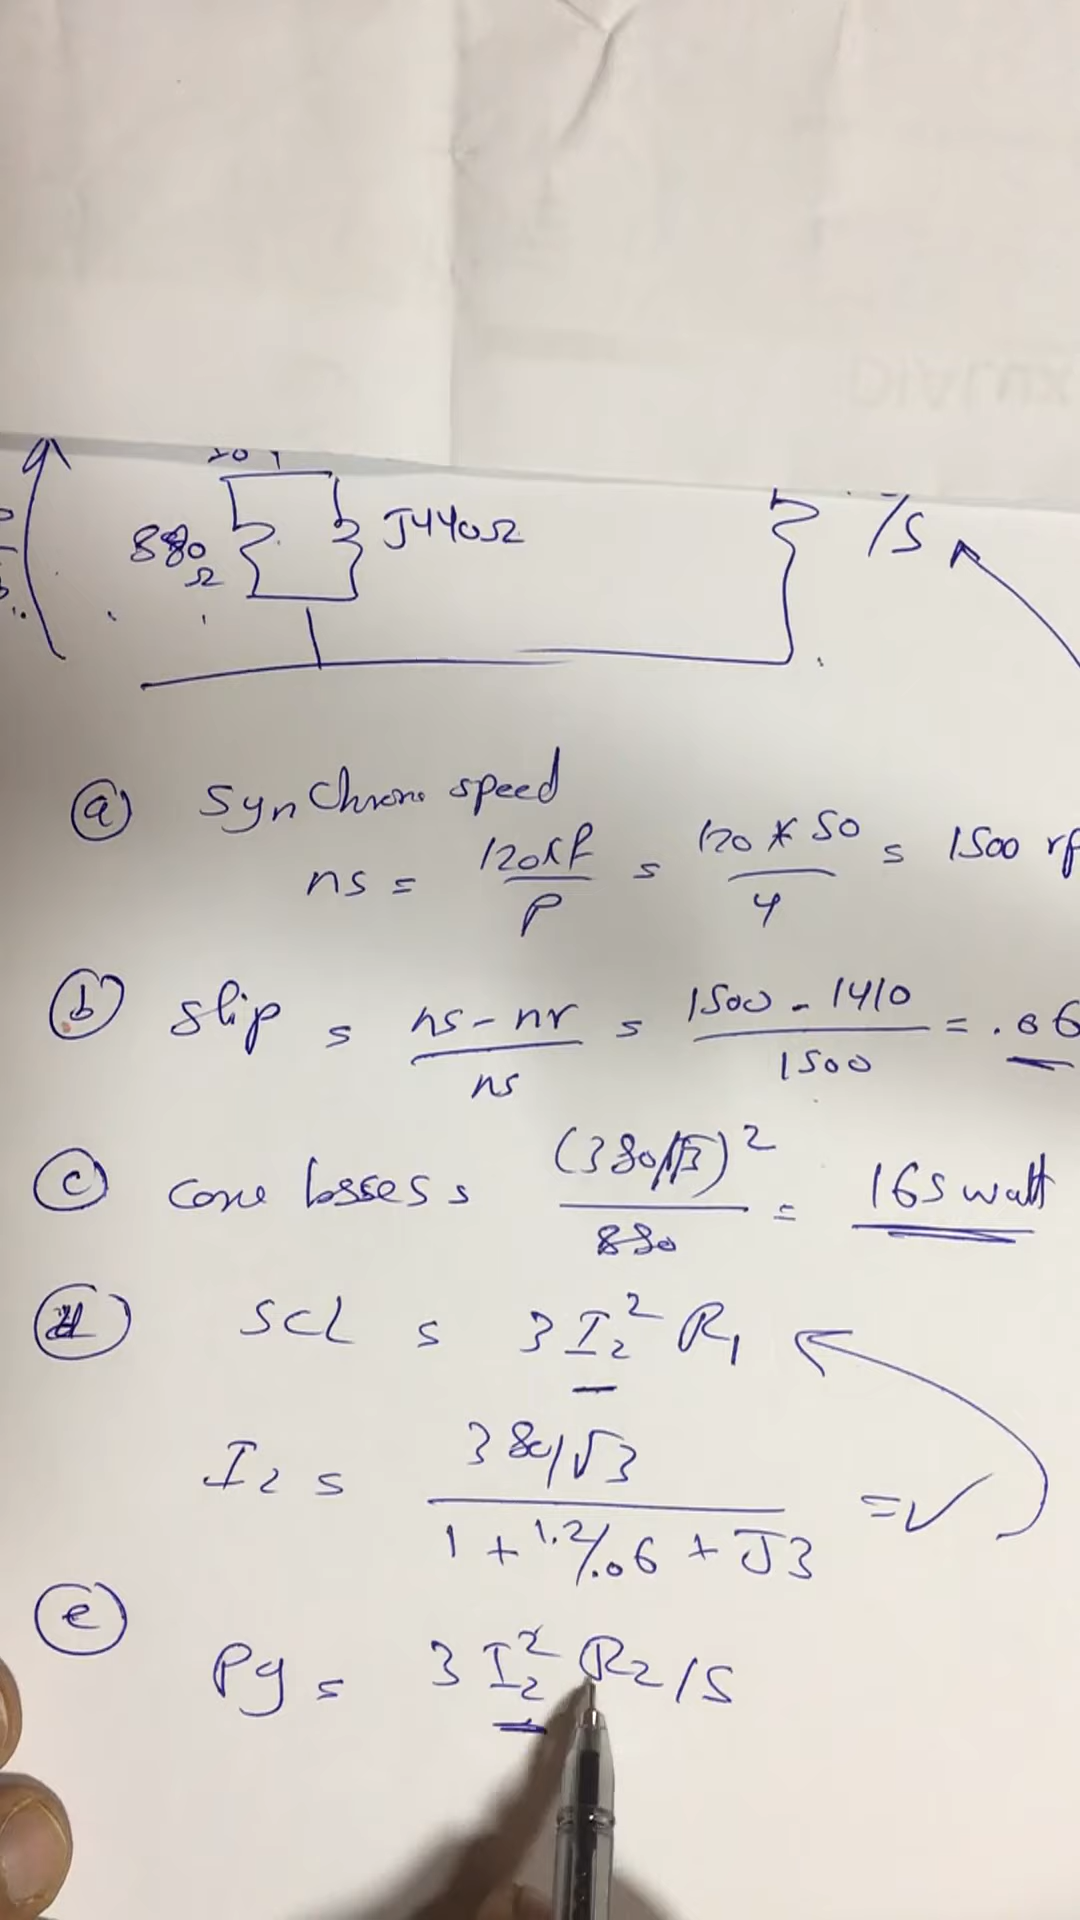 880 Ω J440Ω /S
(a) Synchrono speed
ns = 120xf/P = 120 * 50/4 = 1500
(b) slip = ns - nr/ns = 1500 - 1410/1500 = .06
(c) core losses = (380/√3)²/880 = 165 watt
(d) SCL = 3 I₂² R₁
I₂ = 380/√3 / 1 + 1.2/.06 + J3 = ✓
(e)
Pg = 3 I₂² R₂/S